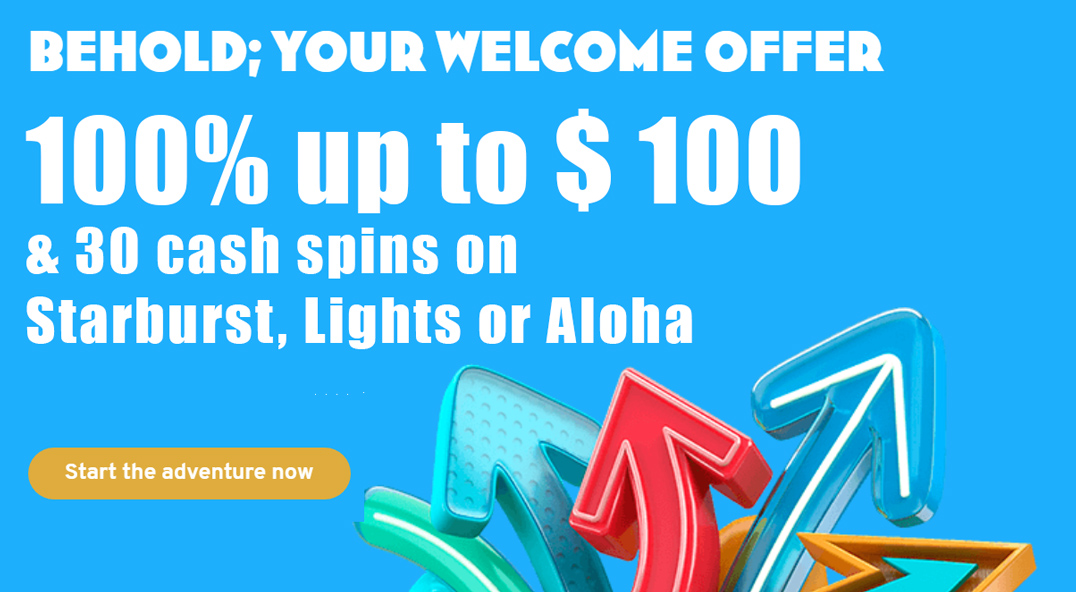 BEHOLD; YOUR WELCOME OFFER
100% up to $ 100
& 30 cash spins on
Starburst, Lights or Aloha
Start the adventure now